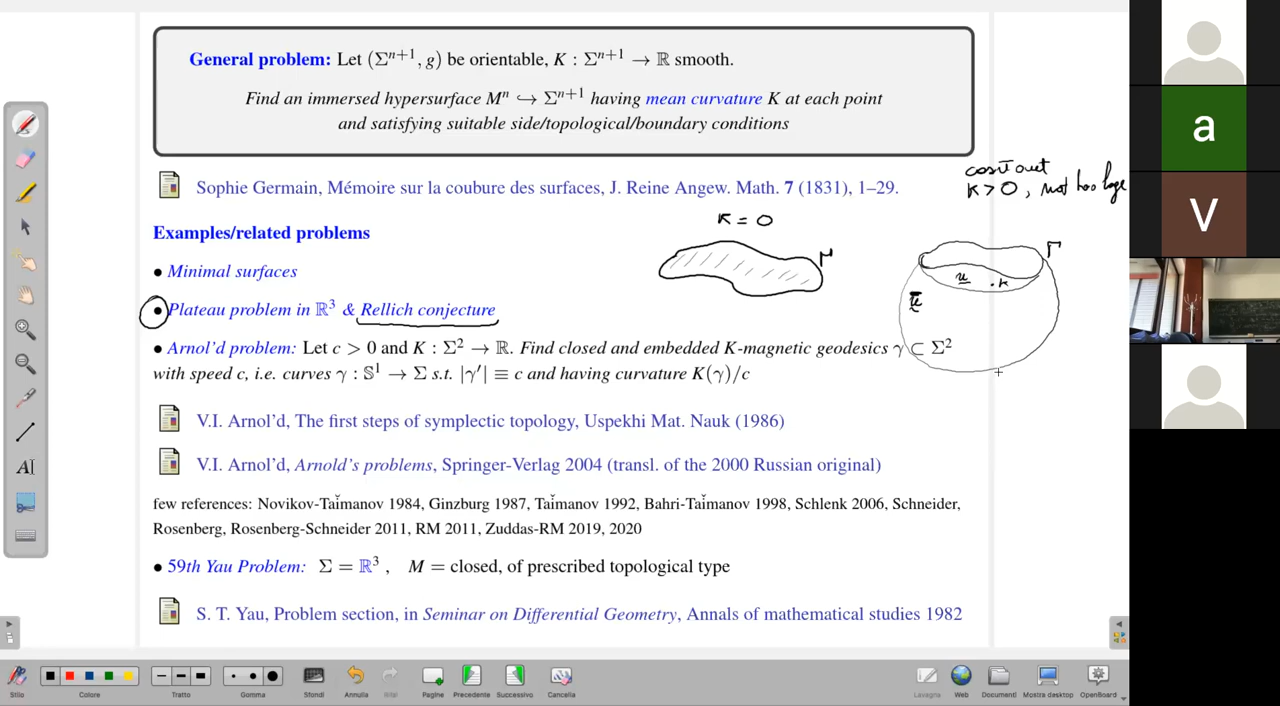 General problem: Let (Σⁿ⁺¹, g) be orientable, K : Σⁿ⁺¹ → ℝ smooth.
Find an immersed hypersurface Mⁿ ↪ Σⁿ⁺¹ having mean curvature K at each point
and satisfying suitable side/topological/boundary conditions
Sophie Germain, Mémoire sur la coubure des surfaces, J. Reine Angew. Math. 7 (1831), 1–29.
K > 0, not too large
K = 0
Examples/related problems
Γ
u
ū
• Minimal surfaces
• Plateau problem in ℝ³ & Rellich conjecture
• Arnol'd problem: Let c > 0 and K : Σ² → ℝ. Find closed and embedded K-magnetic geodesics γ ⊂ Σ²
with speed c, i.e. curves γ : 𝕊¹ → Σ s.t. |γ′| ≡ c and having curvature K(γ)/c
V.I. Arnol'd, The first steps of symplectic topology, Uspekhi Mat. Nauk (1986)
V.I. Arnol'd, Arnold's problems, Springer-Verlag 2004 (transl. of the 2000 Russian original)
few references: Novikov-Taĭmanov 1984, Ginzburg 1987, Taĭmanov 1992, Bahri-Taĭmanov 1998, Schlenk 2006, Schneider,
Rosenberg, Rosenberg-Schneider 2011, RM 2011, Zuddas-RM 2019, 2020
• 59th Yau Problem: Σ = ℝ³ , M = closed, of prescribed topological type
S. T. Yau, Problem section, in Seminar on Differential Geometry, Annals of mathematical studies 1982
a
V
A
Stilo
Colore
Tratto
Gomma
Sfondi
Annulla
Pagine
Precedente
Successivo
Cancella
Lavagna
Web
Documenti
Mostra desktop
OpenBoard